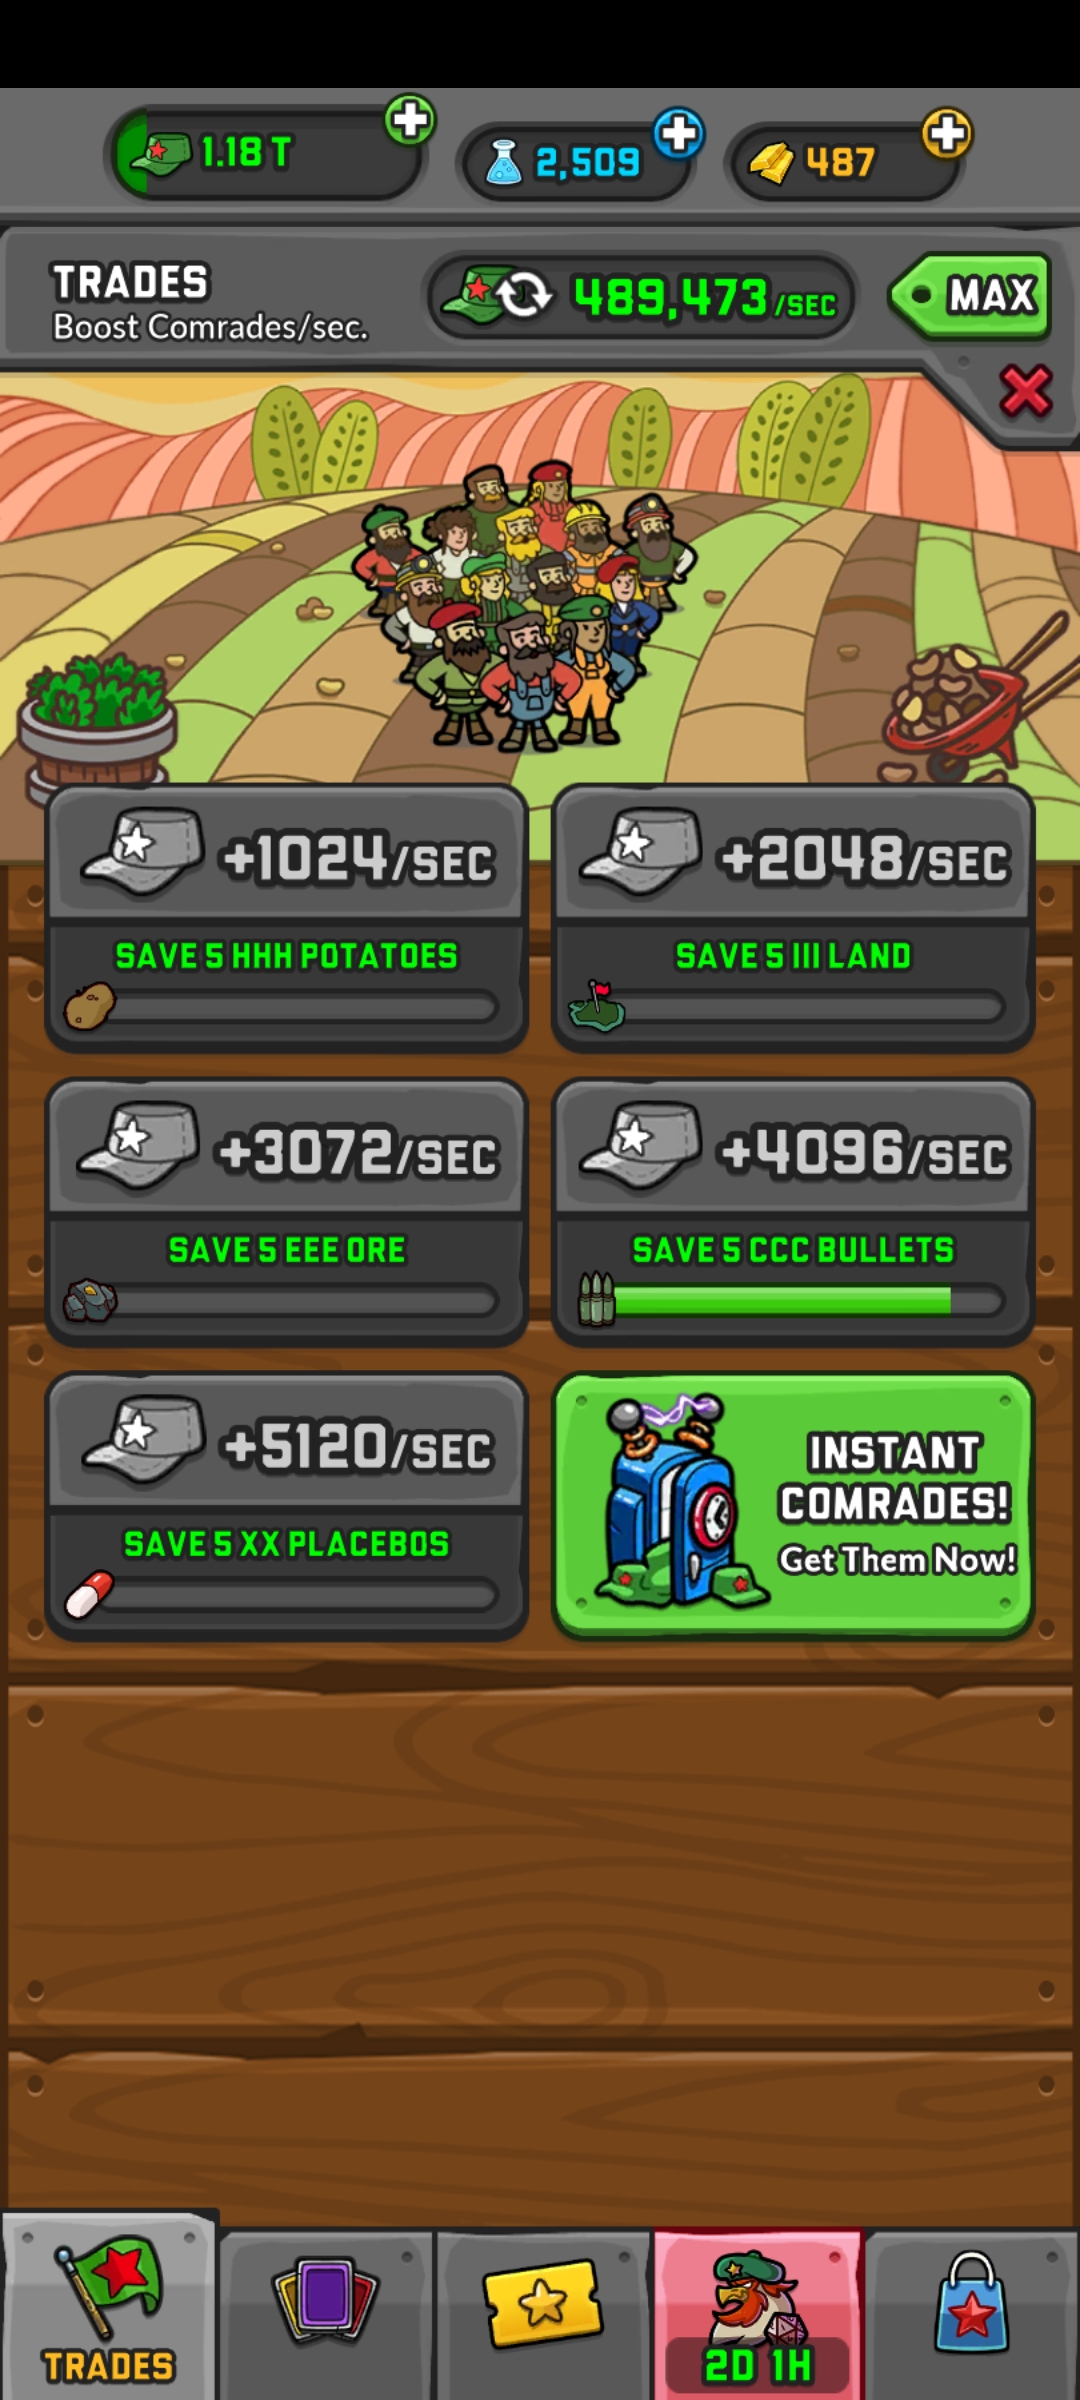 1.18 T
2,509
487
TRADES
Boost Comrades/sec.
489,473/SEC
MAX
+1024/SEC
SAVE 5 HHH POTATOES
+2048/SEC
SAVE 5 III LAND
+3072/SEC
SAVE 5 EEE ORE
+4096/SEC
SAVE 5 CCC BULLETS
+5120/SEC
SAVE 5 XX PLACEBOS
INSTANT
COMRADES!
Get Them Now!
TRADES
2D 1H